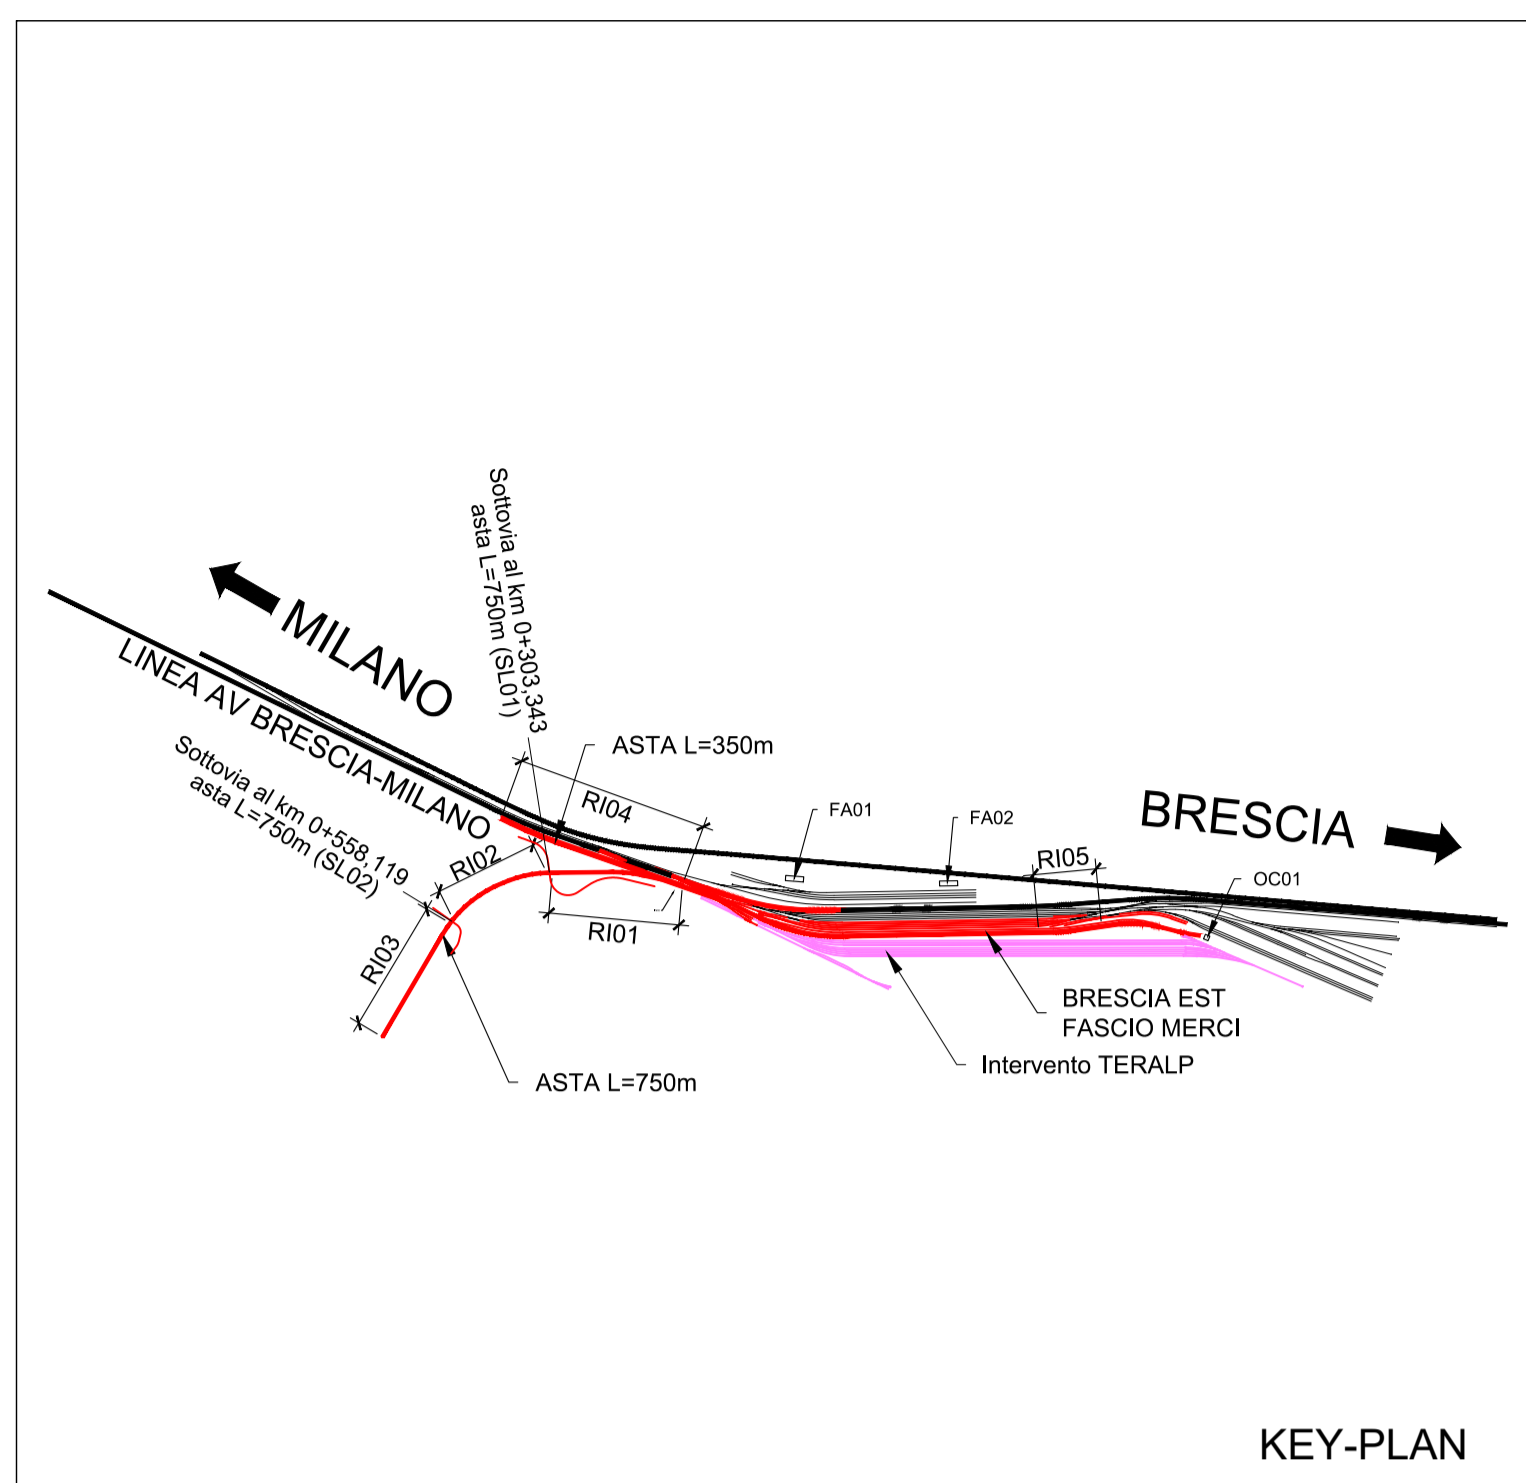 Sottovia al km 0+303,343
asta L=750m (SL01)
MILANO
LINEA AV BRESCIA-MILANO
Sottovia al km 0+558,119
asta L=750m (SL02)
ASTA L=350m
RI04
FA01
FA02
BRESCIA
RI05
OC01
RI02
RI01
RI03
BRESCIA EST
FASCIO MERCI
Intervento TERALP
ASTA L=750m
KEY-PLAN